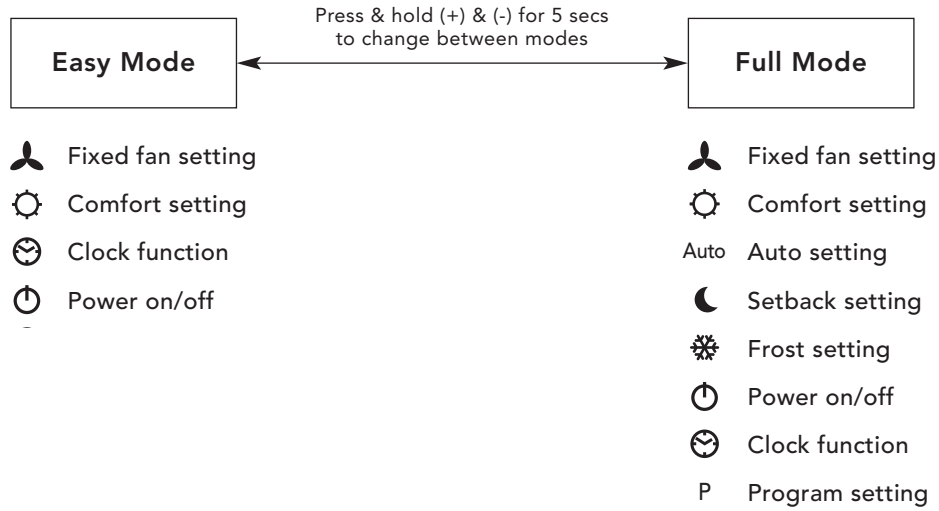 Press & hold (+) & (-) for 5 secs
to change between modes
Easy Mode
Full Mode
Fixed fan setting
Comfort setting
Clock function
Power on/off
Fixed fan setting
Comfort setting
Auto Auto setting
Setback setting
Frost setting
Power on/off
Clock function
P Program setting